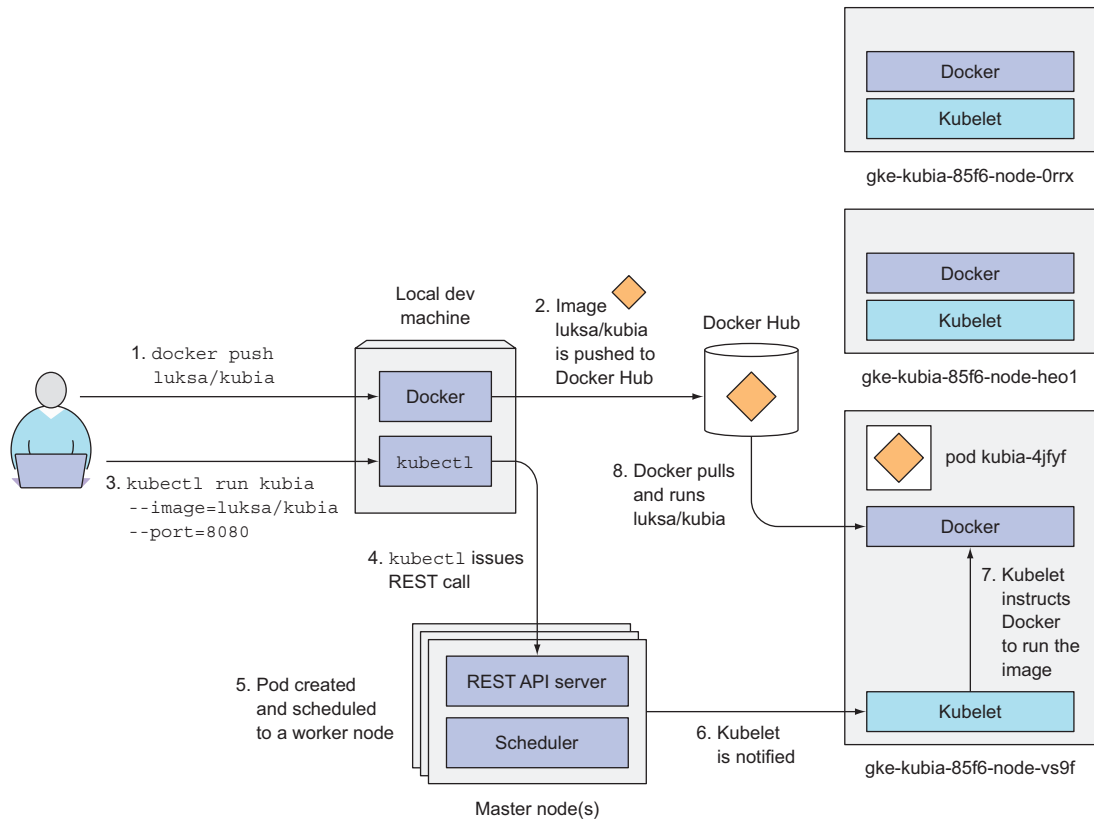 Docker
Kubelet
gke-kubia-85f6-node-0rrx
Docker
Kubelet
gke-kubia-85f6-node-heo1
Local dev
machine
1. docker push
luksa/kubia
Docker
kubectl
2. Image
luksa/kubia
is pushed to
Docker Hub
Docker Hub
3. kubectl run kubia
--image=luksa/kubia
--port=8080
4. kubectl issues
REST call
5. Pod created
and scheduled
to a worker node
REST API server
Scheduler
Master node(s)
6. Kubelet
is notified
8. Docker pulls
and runs
luksa/kubia
pod kubia-4jfyf
Docker
7. Kubelet
instructs
Docker
to run the
image
Kubelet
gke-kubia-85f6-node-vs9f